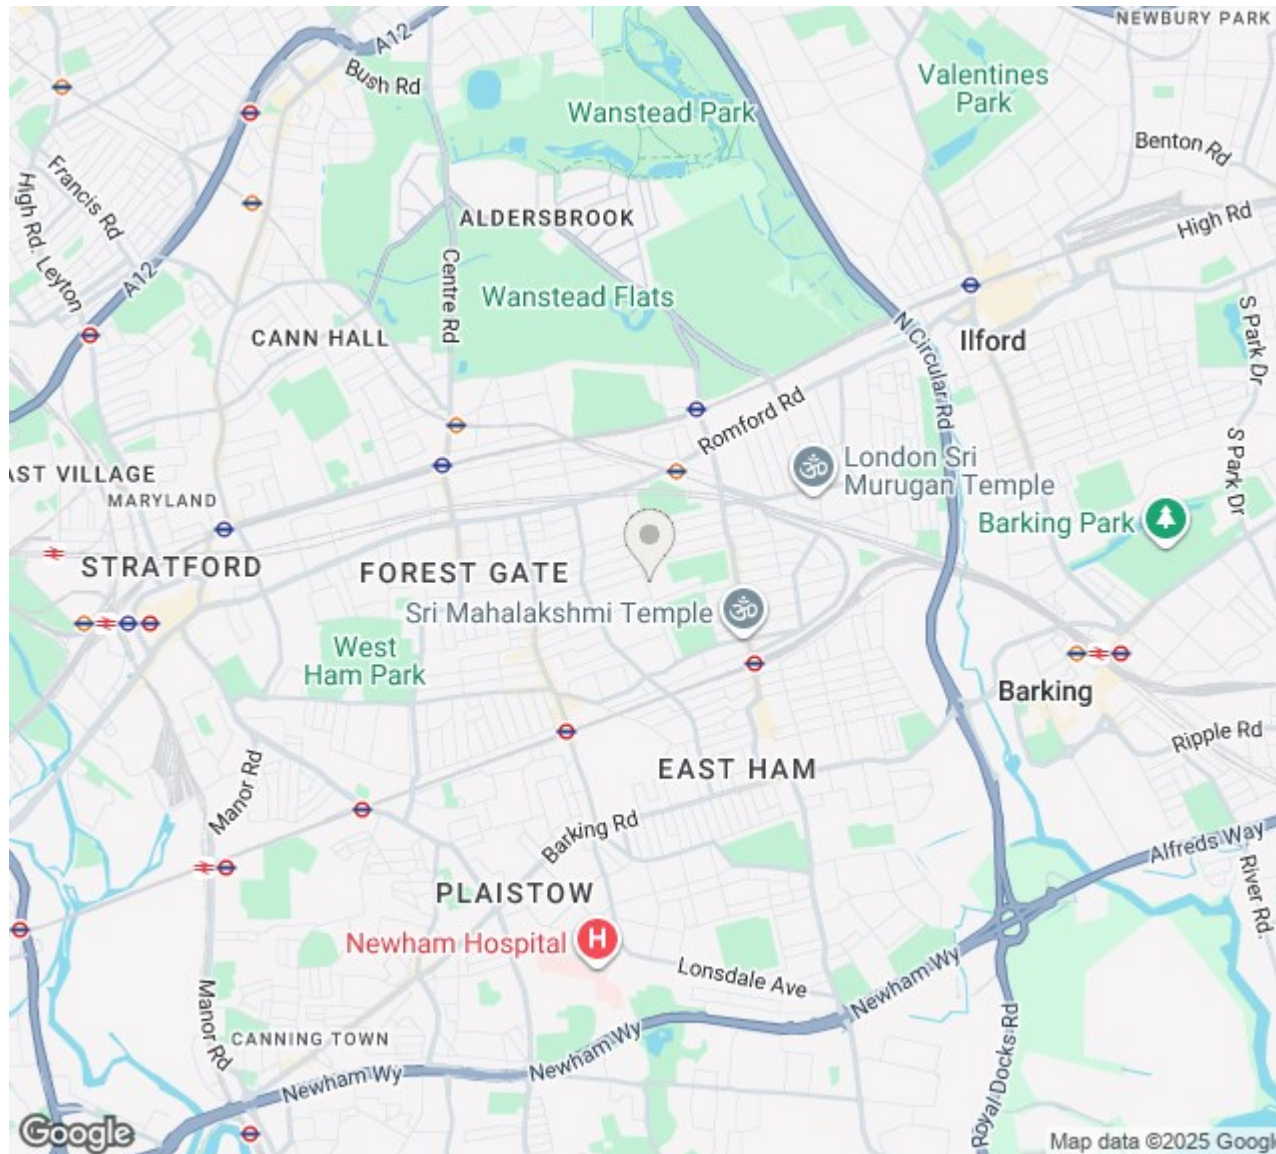 NEWBURY PARK
A12
Bush Rd
Valentines
Park
Wanstead Park
Benton Rd
Francis Rd
High Rd. Leyton
ALDERSBROOK
High Rd
A12
Centre Rd
Wanstead Flats
S Park Dr
CANN HALL
N Circular Rd
Ilford
Romford Rd
S Park Dr
London Sri
Murugan Temple
AST VILLAGE
MARYLAND
Barking Park
STRATFORD
FOREST GATE
Sri Mahalakshmi Temple
West
Ham Park
Barking
Ripple Rd
Manor Rd
EAST HAM
Barking Rd
Alfreds Way
PLAISTOW
River Rd.
Newham Hospital
H
Lonsdale Ave
Newham Wy
Manor Rd
CANNING TOWN
Newham Wy
Newham Wy
Royal Docks Rd
Google
Map data ©2025 Google